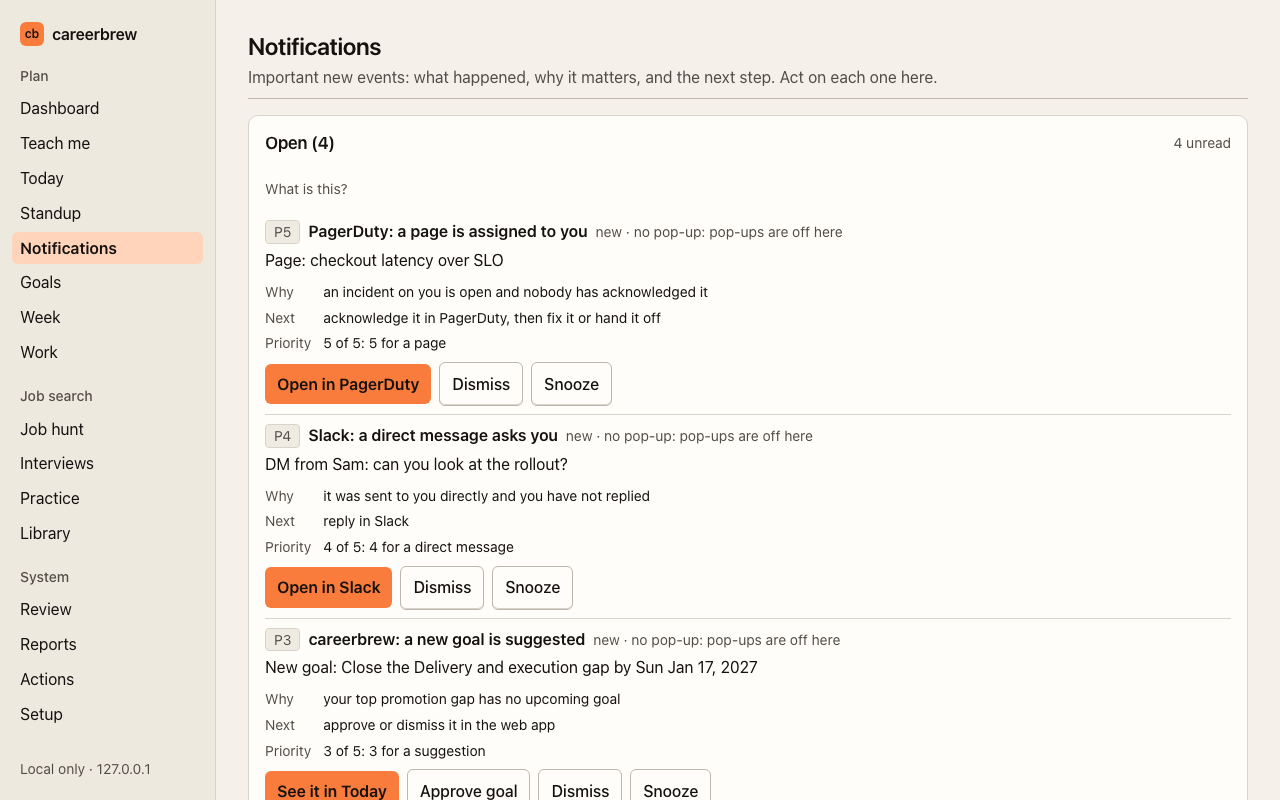 cb careerbrew
Plan
Dashboard
Teach me
Today
Standup
Notifications
Goals
Week
Work
Job search
Job hunt
Interviews
Practice
Library
System
Review
Reports
Actions
Setup
Local only · 127.0.0.1
Notifications
Important new events: what happened, why it matters, and the next step. Act on each one here.
Open (4) 4 unread
What is this?
P5 PagerDuty: a page is assigned to you new · no pop-up: pop-ups are off here
Page: checkout latency over SLO
Why an incident on you is open and nobody has acknowledged it
Next acknowledge it in PagerDuty, then fix it or hand it off
Priority 5 of 5: 5 for a page
Open in PagerDuty Dismiss Snooze
P4 Slack: a direct message asks you new · no pop-up: pop-ups are off here
DM from Sam: can you look at the rollout?
Why it was sent to you directly and you have not replied
Next reply in Slack
Priority 4 of 5: 4 for a direct message
Open in Slack Dismiss Snooze
P3 careerbrew: a new goal is suggested new · no pop-up: pop-ups are off here
New goal: Close the Delivery and execution gap by Sun Jan 17, 2027
Why your top promotion gap has no upcoming goal
Next approve or dismiss it in the web app
Priority 3 of 5: 3 for a suggestion
See it in Today Approve goal Dismiss Snooze